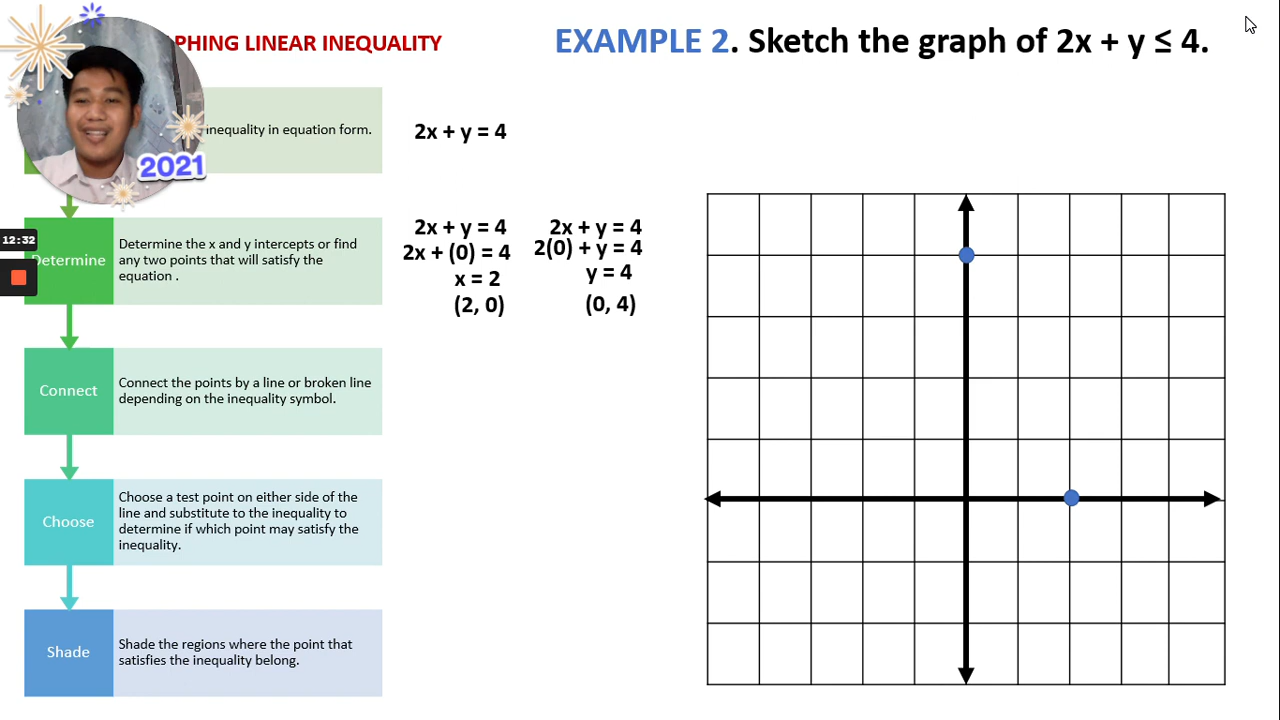 PHING LINEAR INEQUALITY
EXAMPLE 2. Sketch the graph of 2x + y ≤ 4.
inequality in equation form.
2x + y = 4
2021
12:32
Determine
Determine the x and y intercepts or find
any two points that will satisfy the
equation .
2x + y = 4
2x + (0) = 4
x = 2
(2, 0)
2x + y = 4
2(0) + y = 4
y = 4
(0, 4)
Connect
Connect the points by a line or broken line
depending on the inequality symbol.
Choose
Choose a test point on either side of the
line and substitute to the inequality to
determine if which point may satisfy the
inequality.
Shade
Shade the regions where the point that
satisfies the inequality belong.